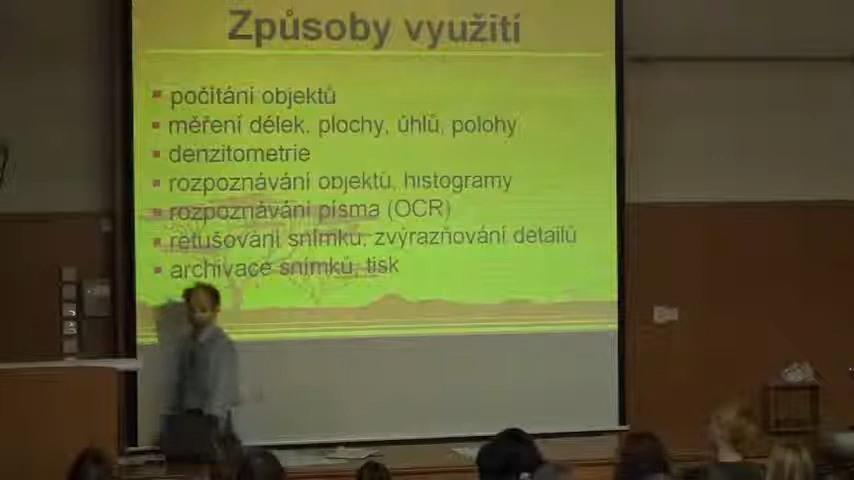 Způsoby využití
počítání objektů
měření délek, plochy, úhlů, polohy
denzitometrie
rozpoznávání objektů, histogramy
rozpoznávání písma (OCR)
retušování snímku, zvýrazňování detailů
archivace snímků, tisk